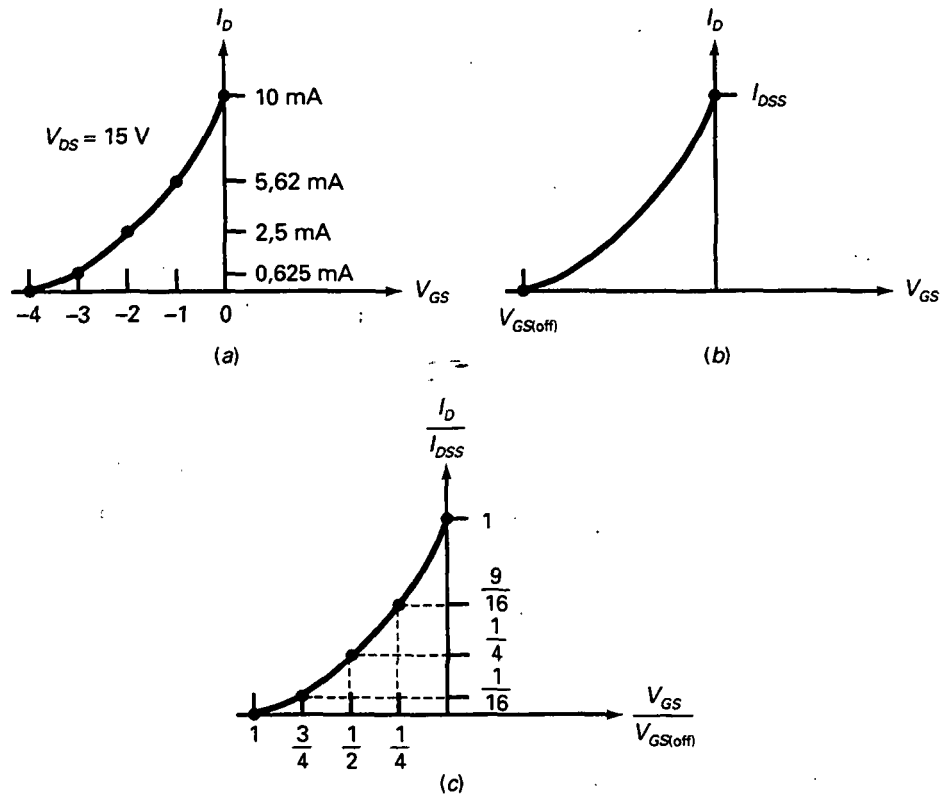 I_D
10 mA
V_DS = 15 V
5,62 mA
2,5 mA
0,625 mA
V_GS
–4 –3 –2 –1 0
(a)
I_D
I_DSS
V_GS
V_GS(off)
(b)
I_D
I_DSS
1
9
16
1
4
1
16
V_GS
V_GS(off)
1 3/4 1/2 1/4
(c)